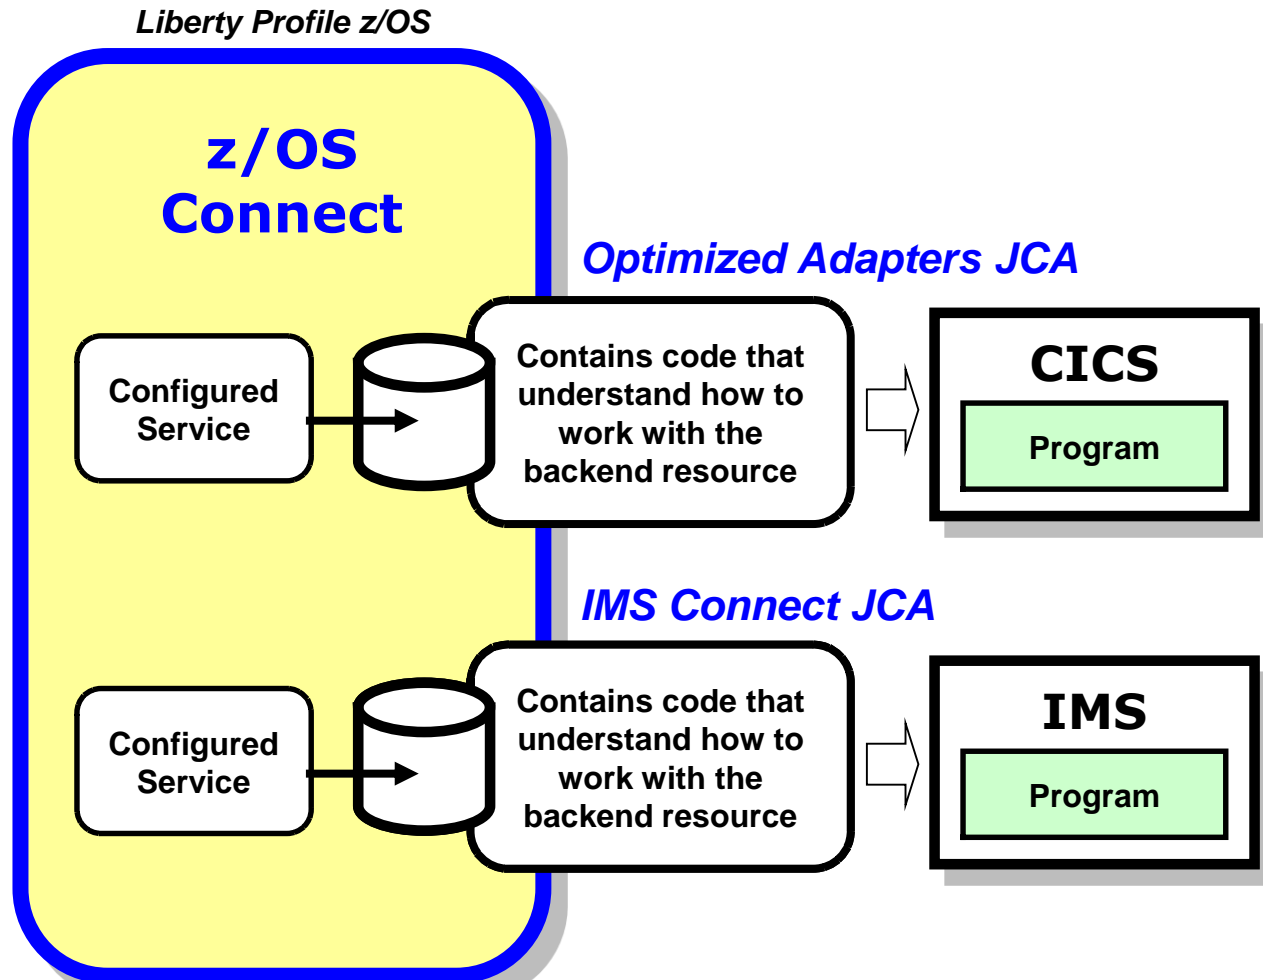 Liberty Profile z/OS
z/OS
Connect
Optimized Adapters JCA
Configured
Service
Contains code that
understand how to
work with the
backend resource
CICS
Program
IMS Connect JCA
Configured
Service
Contains code that
understand how to
work with the
backend resource
IMS
Program